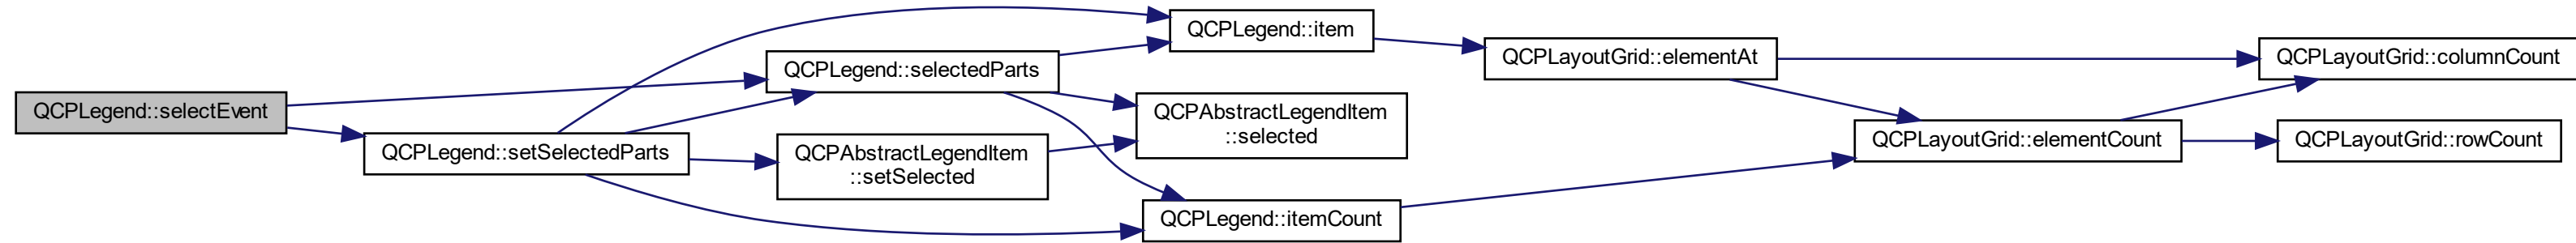 QCPLegend::selectEvent
QCPLegend::setSelectedParts
QCPLegend::selectedParts
QCPAbstractLegendItem
::setSelected
QCPLegend::item
QCPAbstractLegendItem
::selected
QCPLegend::itemCount
QCPLayoutGrid::elementAt
QCPLayoutGrid::elementCount
QCPLayoutGrid::columnCount
QCPLayoutGrid::rowCount